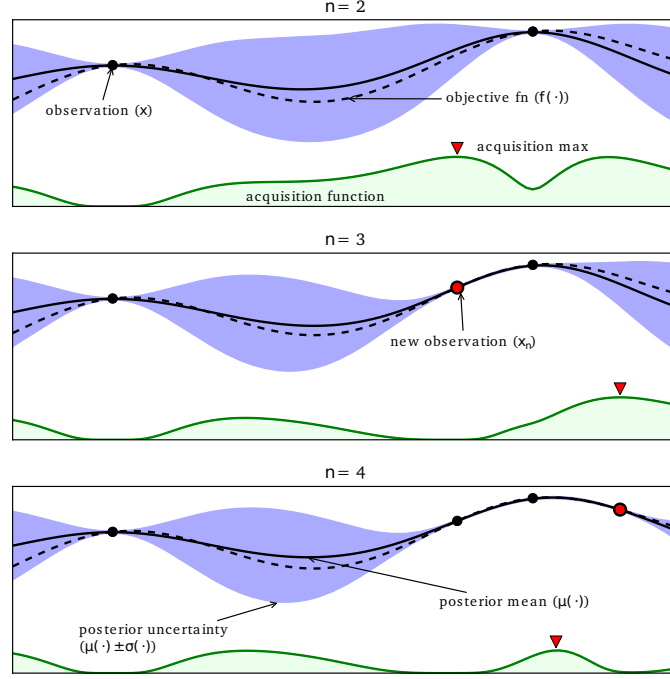 n = 2
observation (x)
objective fn (f(·))
acquisition max
acquisition function
n = 3
new observation (xₙ)
n = 4
posterior mean (μ(·))
posterior uncertainty
(μ(·) ±σ(·))